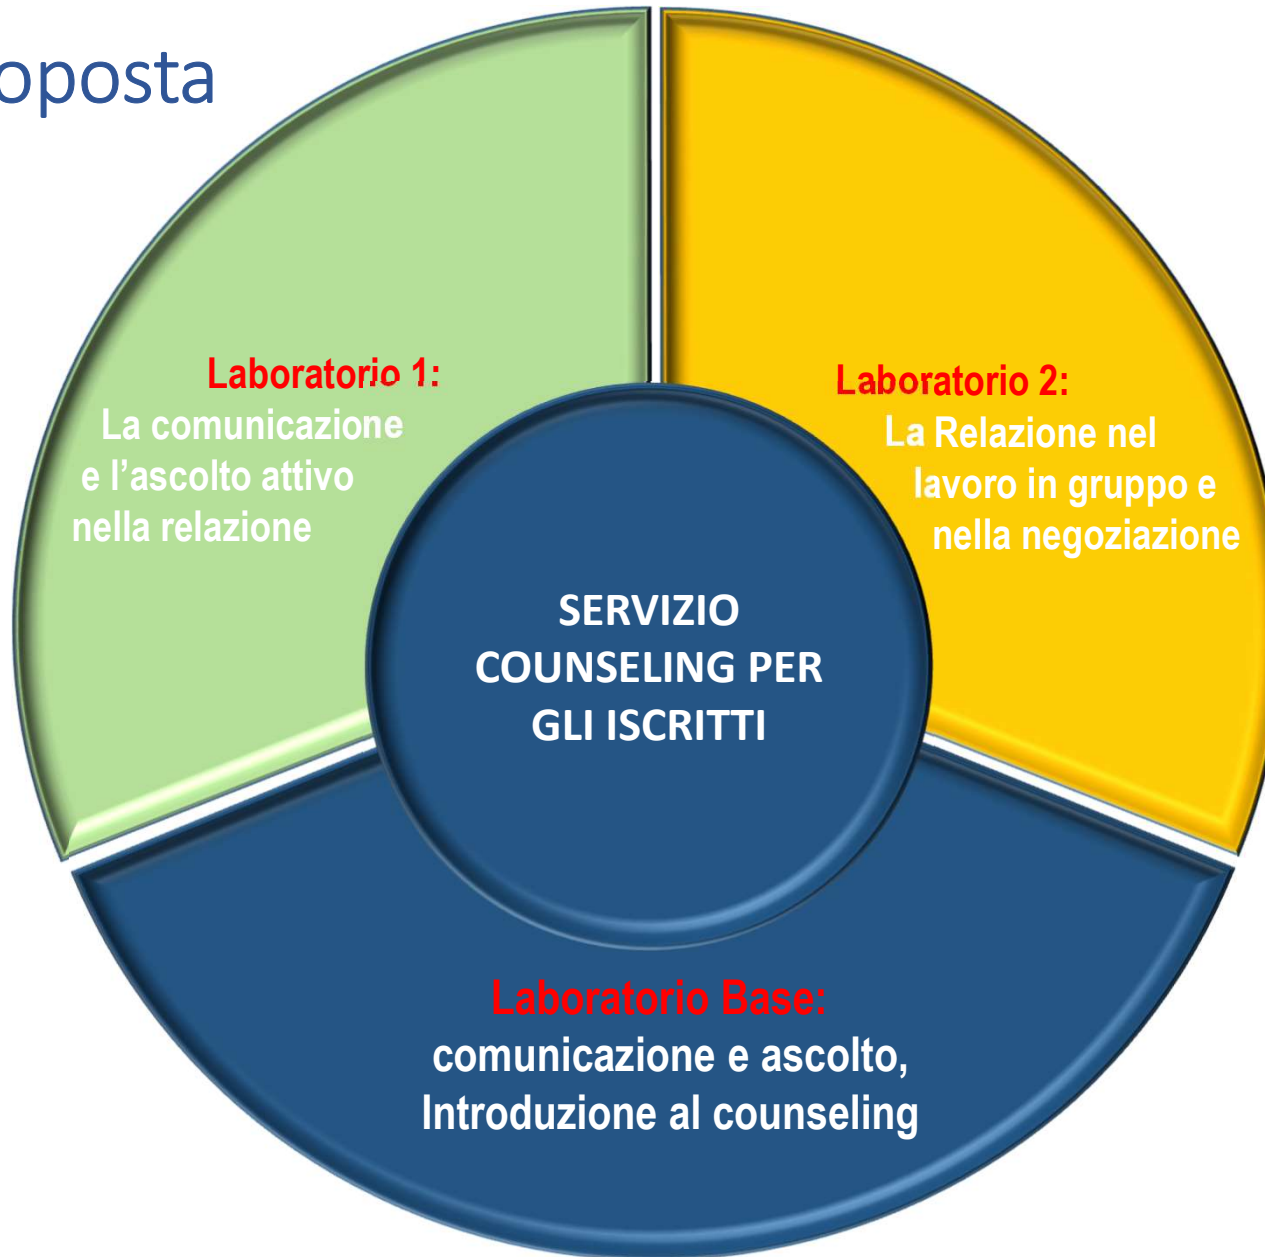 oposta
Laboratorio 1:
La comunicazione
e l’ascolto attivo
nella relazione
Laboratorio 2:
La Relazione nel
lavoro in gruppo e
nella negoziazione
SERVIZIO
COUNSELING PER
GLI ISCRITTI
Laboratorio Base:
comunicazione e ascolto,
Introduzione al counseling